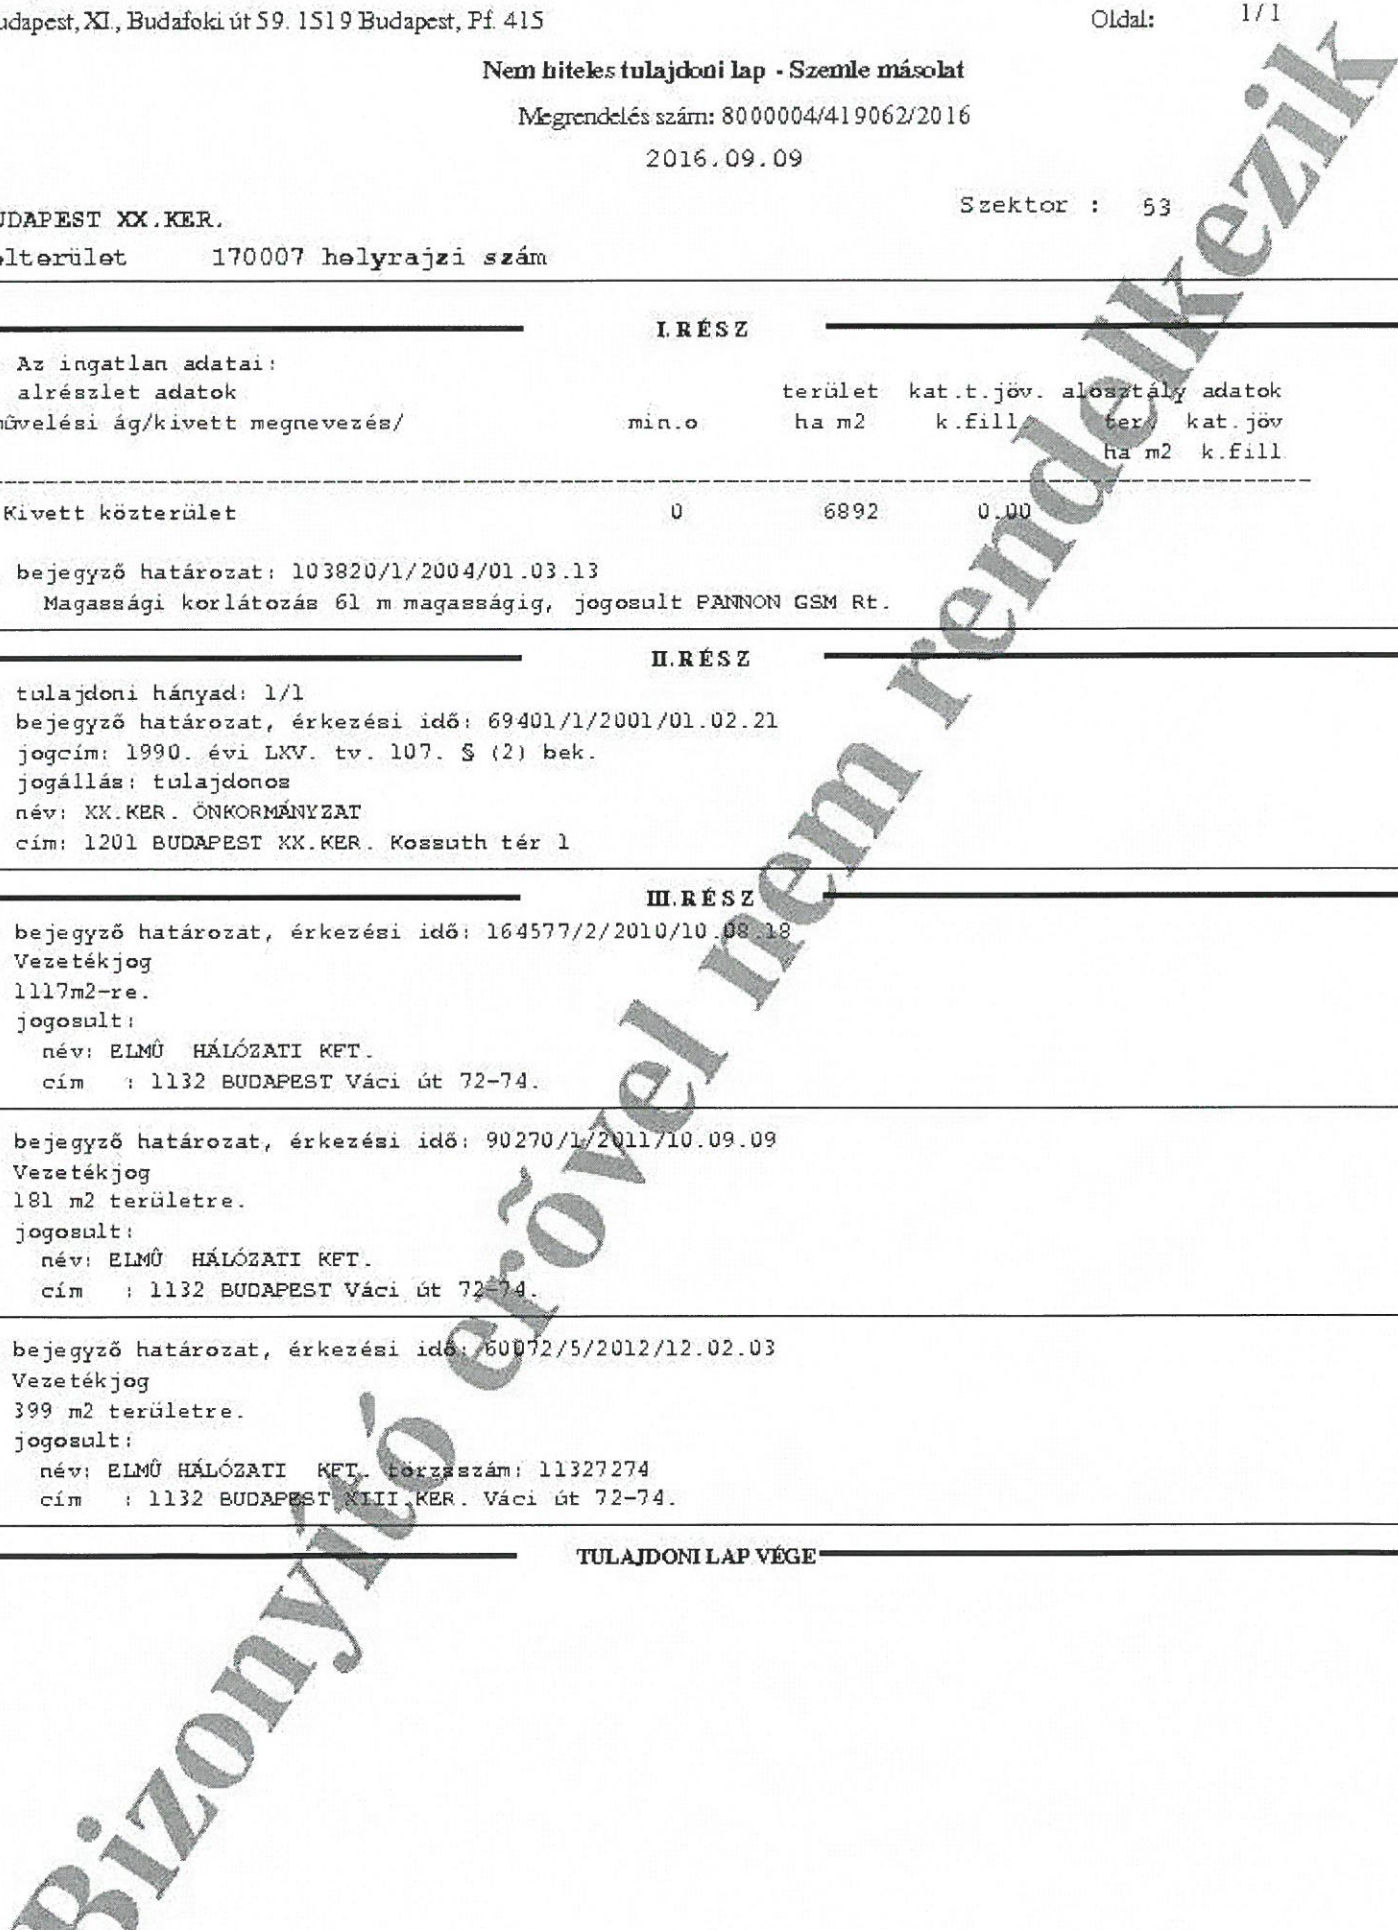 udapest, XI., Budafoki út 59. 1519 Budapest, Pf. 415 Oldal: 1/1
Nem hiteles tulajdoni lap - Szemle másolat
Megrendelés szám: 8000004/419062/2016
2016.09.09
Szektor : 53
UDAPEST XX.KER.
elterület 170007 helyrajzi szám
I.RÉSZ
Az ingatlan adatai:
alrészlet adatok terület kat.t.jöv. alosztály adatok
művelési ág/kivett megnevezés/ min.o ha m2 k.fill. ter. kat.jöv
ha m2 k.fill
Kivett közterület 0 6892 0.00
bejegyző határozat: 103820/1/2004/01.03.13
Magassági korlátozás 61 m magasságig, jogosult PANNON GSM Rt.
II.RÉSZ
tulajdoni hányad: 1/1
bejegyző határozat, érkezési idő: 69401/1/2001/01.02.21
jogcím: 1990. évi LXV. tv. 107. § (2) bek.
jogállás: tulajdonos
név: XX.KER. ÖNKORMÁNYZAT
cím: 1201 BUDAPEST XX.KER. Kossuth tér 1
III.RÉSZ
bejegyző határozat, érkezési idő: 164577/2/2010/10.08.18
Vezetékjog
1117m2-re.
jogosult:
név: ELMÛ HÁLÓZATI KFT.
cím : 1132 BUDAPEST Váci út 72-74.
bejegyző határozat, érkezési idő: 90270/1/2011/10.09.09
Vezetékjog
181 m2 területre.
jogosult:
név: ELMÛ HÁLÓZATI KFT.
cím : 1132 BUDAPEST Váci út 72-74.
bejegyző határozat, érkezési idő: 60072/5/2012/12.02.03
Vezetékjog
399 m2 területre.
jogosult:
név: ELMÛ HÁLÓZATI KFT. törzsszám: 11327274
cím : 1132 BUDAPEST XIII.KER. Váci út 72-74.
TULAJDONI LAP VÉGE
Bizonyító erõvel nem rendelkezik